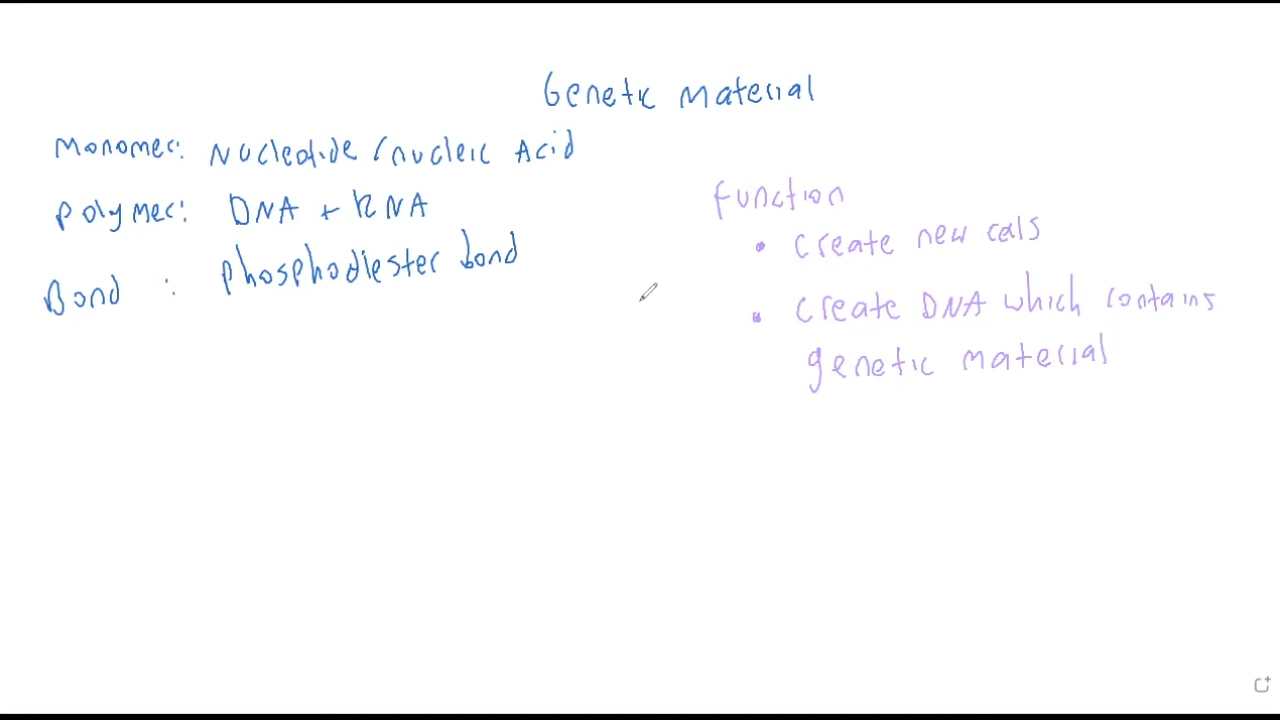 Genetic material
Monomer: Nucleotide / nucleic Acid
Polymer: DNA + RNA
Bond : Phosphodiester bond
Function
• Create new cells
• Create DNA which contains
genetic material